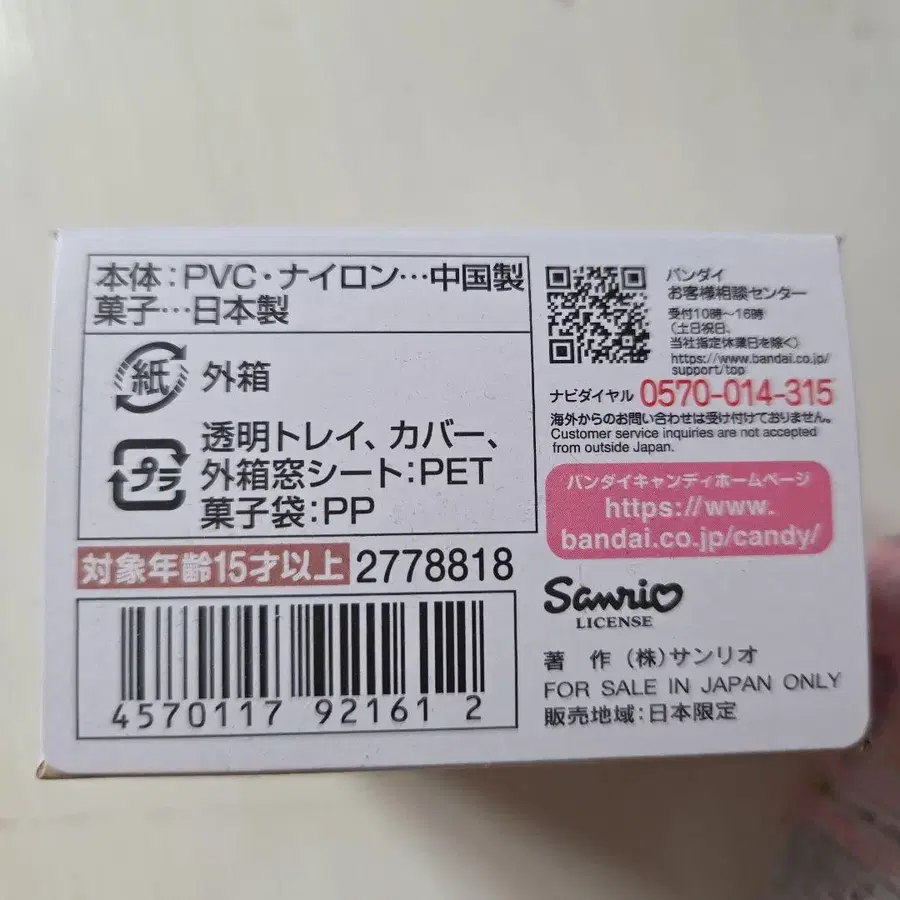 本体:PVC・ナイロン…中国製
菓子…日本製
紙 外箱
プラ 透明トレイ、カバー、
外箱窓シート:PET
菓子袋:PP
対象年齢15才以上 2778818
4570117 92161 2
バンダイ
お客様相談センター
受付10時〜16時
(土日祝日、
当社指定休業日を除く)
https://www.bandai.co.jp/
support/top
ナビダイヤル 0570-014-315
海外からのお問い合わせは受け付けておりません。
Customer service inquiries are not accepted
from outside Japan.
バンダイキャンディホームページ
https://www.
bandai.co.jp/candy/
Sanrio
LICENSE
著 作 (株)サンリオ
FOR SALE IN JAPAN ONLY
販売地域:日本限定